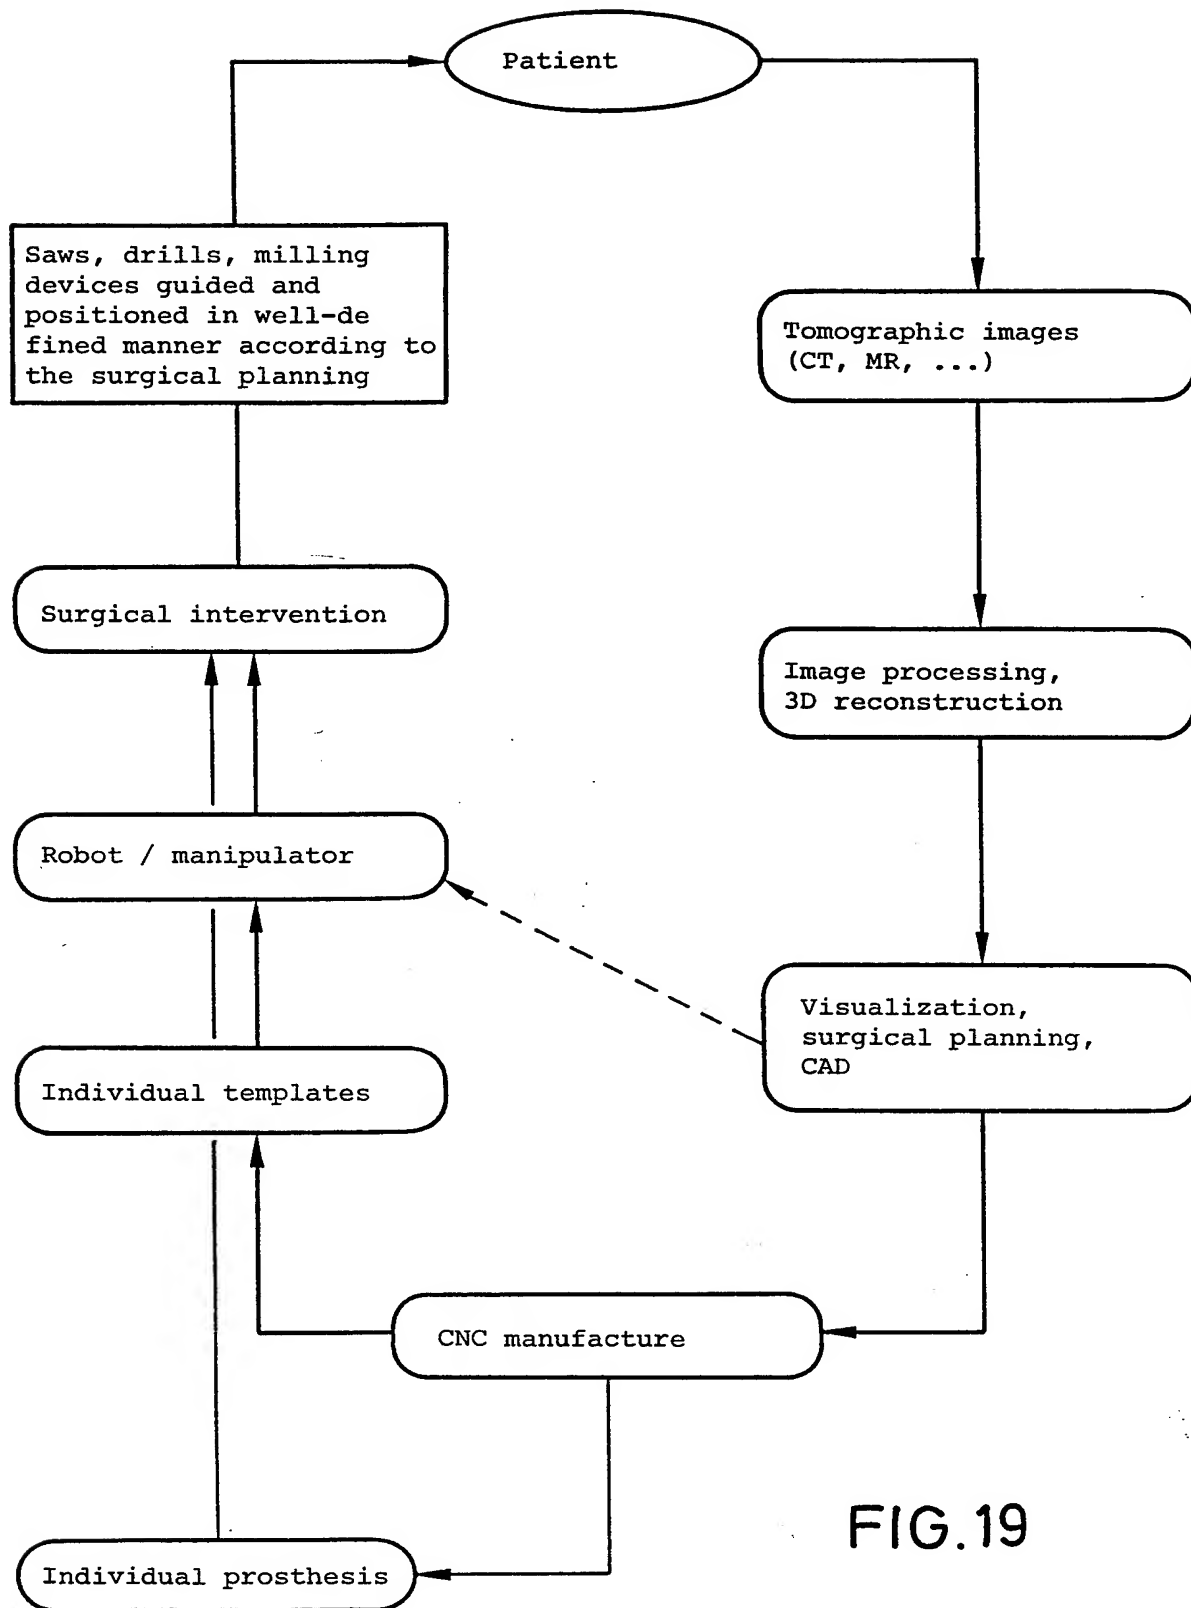 Patient
Saws, drills, milling
devices guided and
positioned in well-de
fined manner according to
the surgical planning
Tomographic images
(CT, MR, ...)
Surgical intervention
Image processing,
3D reconstruction
Robot / manipulator
Visualization,
surgical planning,
CAD
Individual templates
CNC manufacture
Individual prosthesis
FIG.19